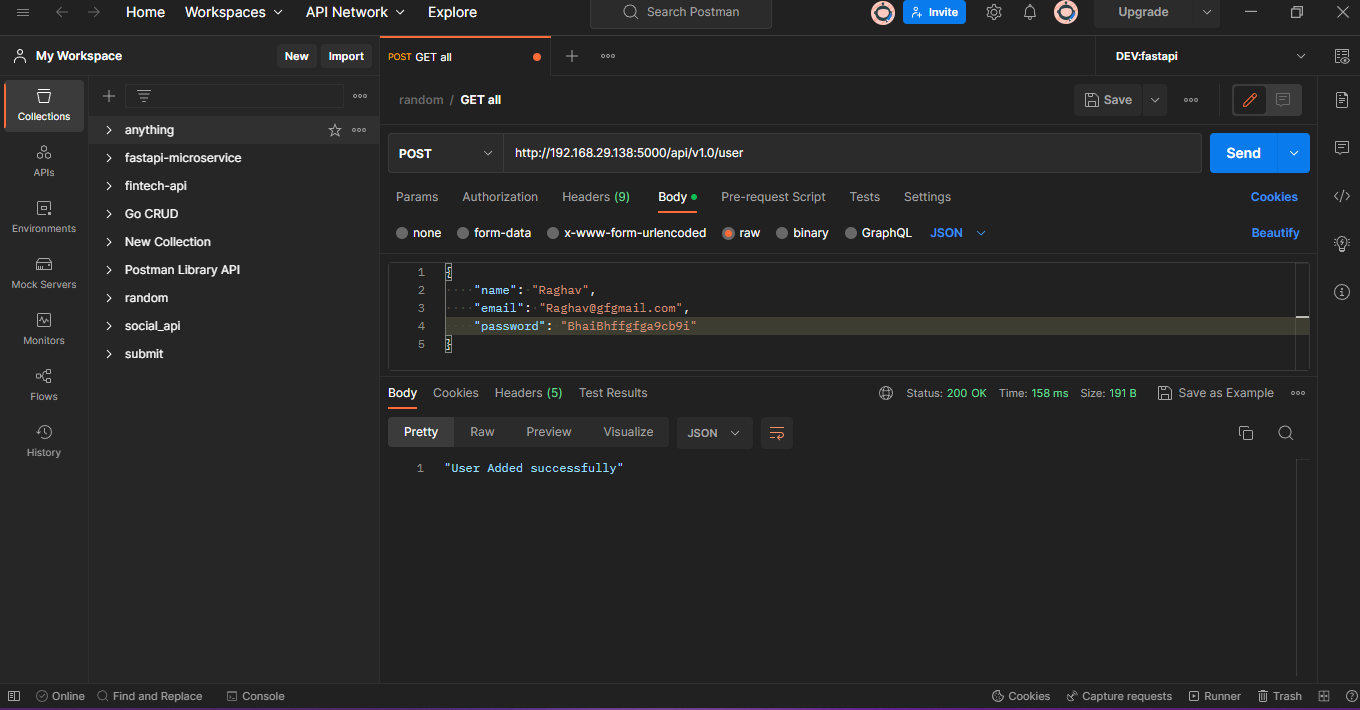 Home Workspaces API Network Explore Search Postman Invite Upgrade
My Workspace New Import POST GET all DEV:fastapi
random / GET all Save
Collections
APIs
Environments
Mock Servers
Monitors
Flows
History
anything
fastapi-microservice
fintech-api
Go CRUD
New Collection
Postman Library API
random
social_api
submit
POST http://192.168.29.138:5000/api/v1.0/user Send
Params Authorization Headers (9) Body Pre-request Script Tests Settings Cookies
none form-data x-www-form-urlencoded raw binary GraphQL JSON Beautify
1 {
2 "name": "Raghav",
3 "email": "Raghav@gfgmail.com",
4 "password": "BhaiBhffgfga9cb9i"
5 }
Body Cookies Headers (5) Test Results Status: 200 OK Time: 158 ms Size: 191 B Save as Example
Pretty Raw Preview Visualize JSON
1 "User Added successfully"
Online Find and Replace Console Cookies Capture requests Runner Trash